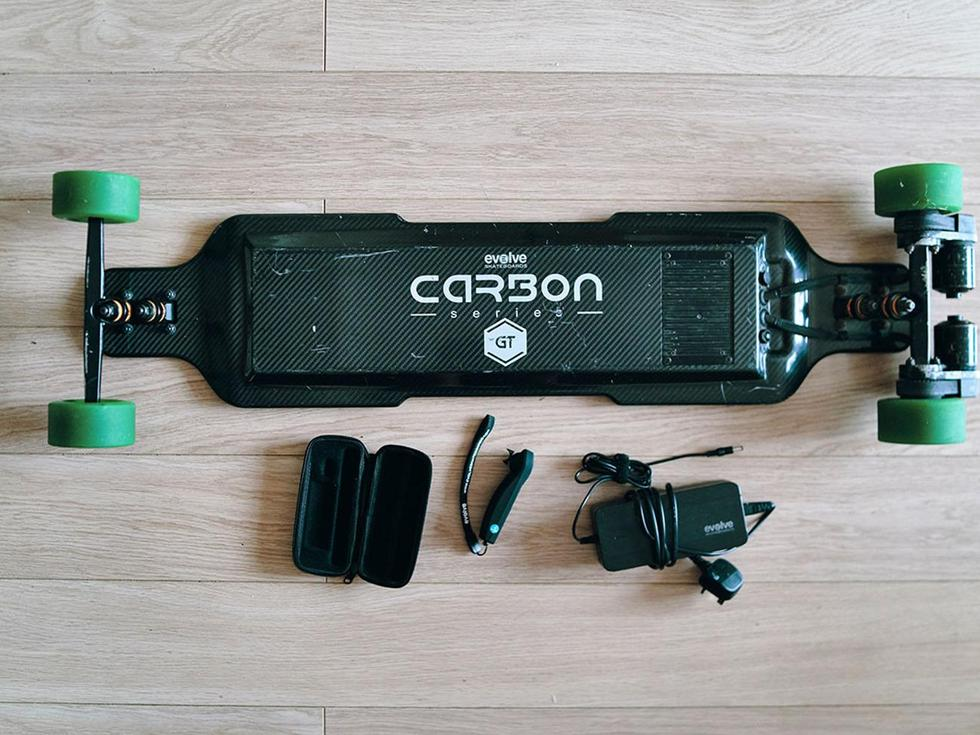 evolve
SKATEBOARDS
CARBON
series
GT
evolve